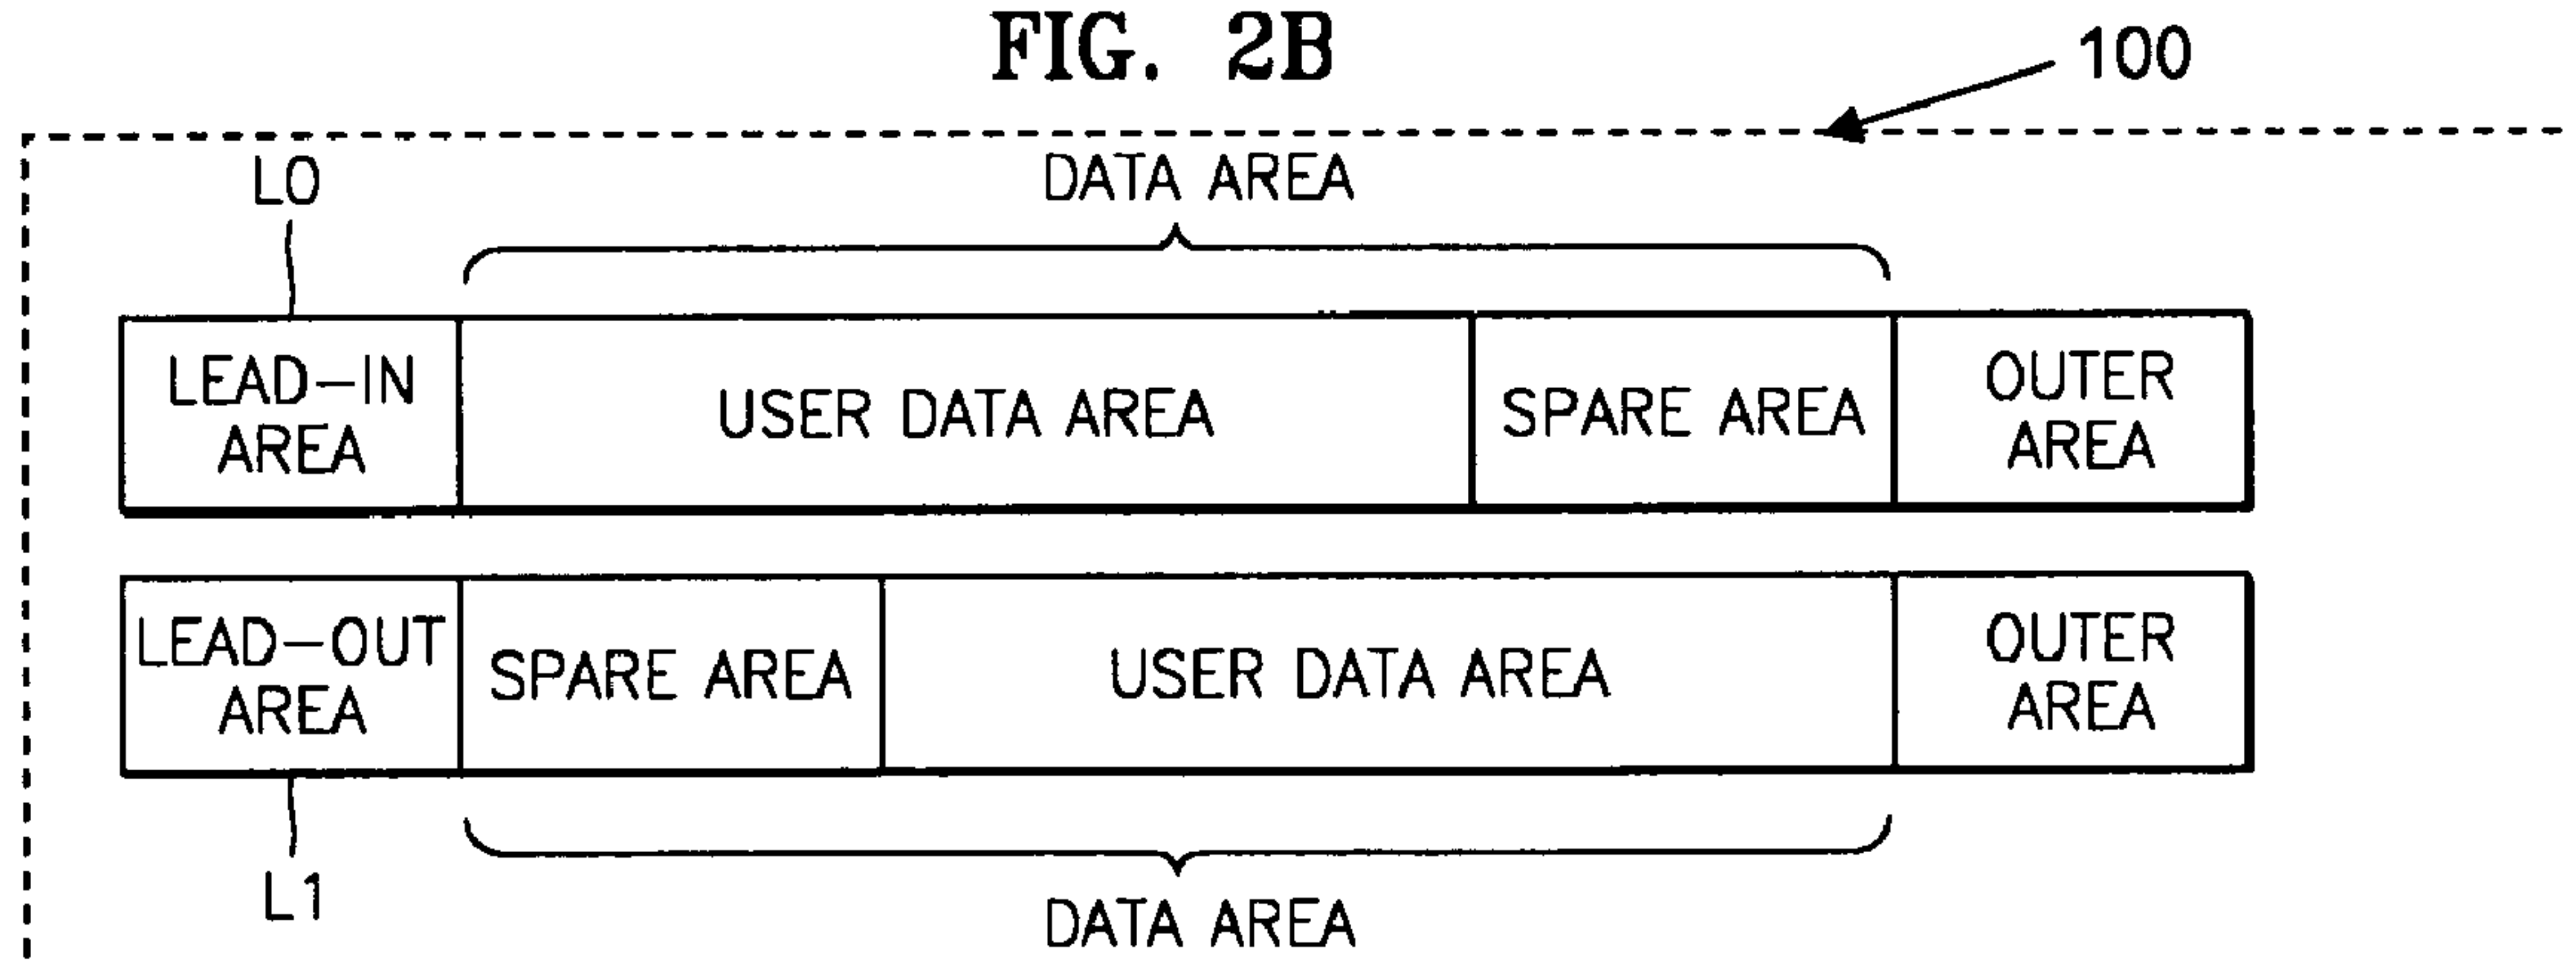 FIG. 2B
100
L0
DATA AREA
LEAD-IN
AREA
USER DATA AREA
SPARE AREA
OUTER
AREA
LEAD-OUT
AREA
SPARE AREA
USER DATA AREA
OUTER
AREA
L1
DATA AREA